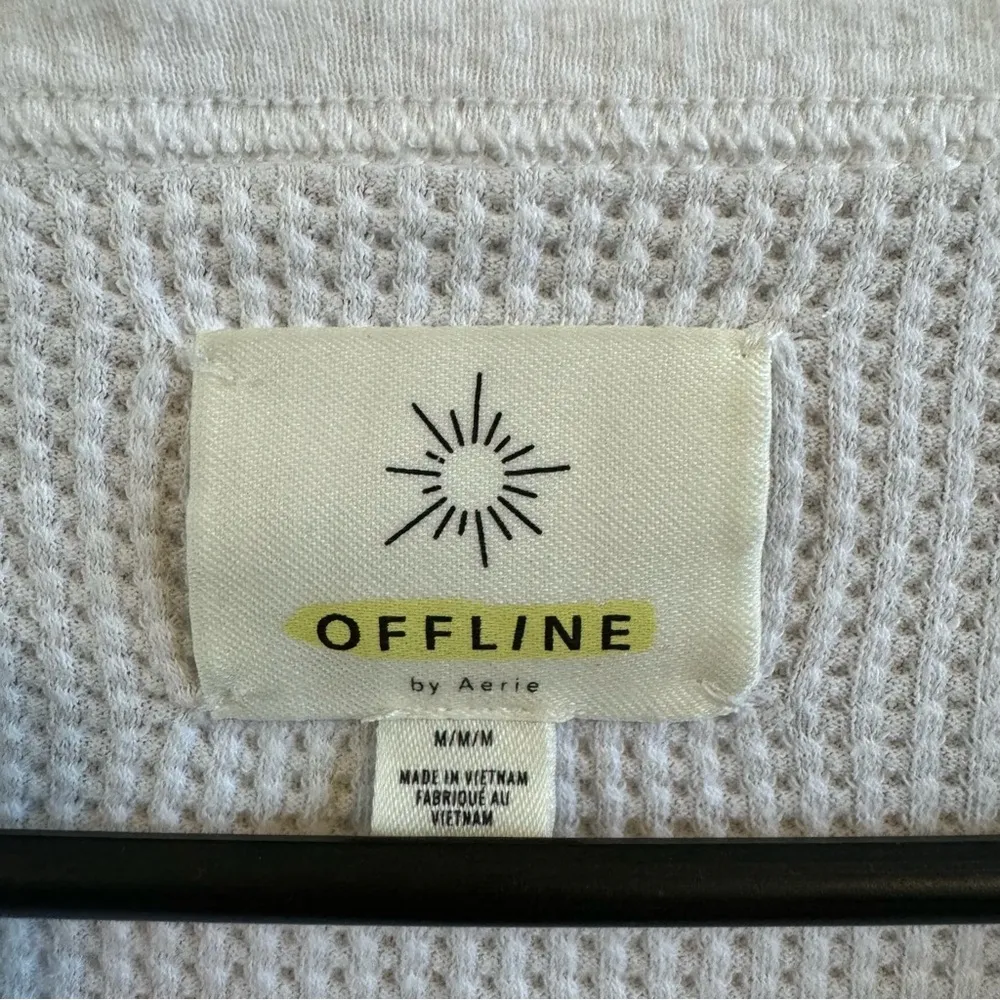 OFFLINE
by Aerie
M/M/M
MADE IN VIETNAM
FABRIQUÉ AU
VIETNAM